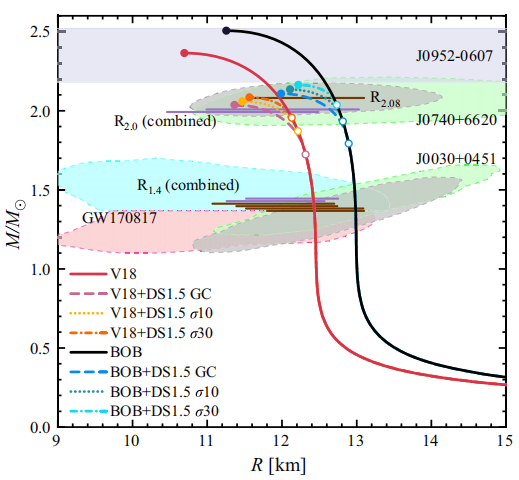 2.5
2.0
1.5
1.0
0.5
0.0
M/M⊙
J0952-0607
R2.08
R2.0 (combined)
J0740+6620
J0030+0451
R1.4 (combined)
GW170817
V18
V18+DS1.5 GC
V18+DS1.5 σ10
V18+DS1.5 σ30
BOB
BOB+DS1.5 GC
BOB+DS1.5 σ10
BOB+DS1.5 σ30
9 10 11 12 13 14 15
R [km]